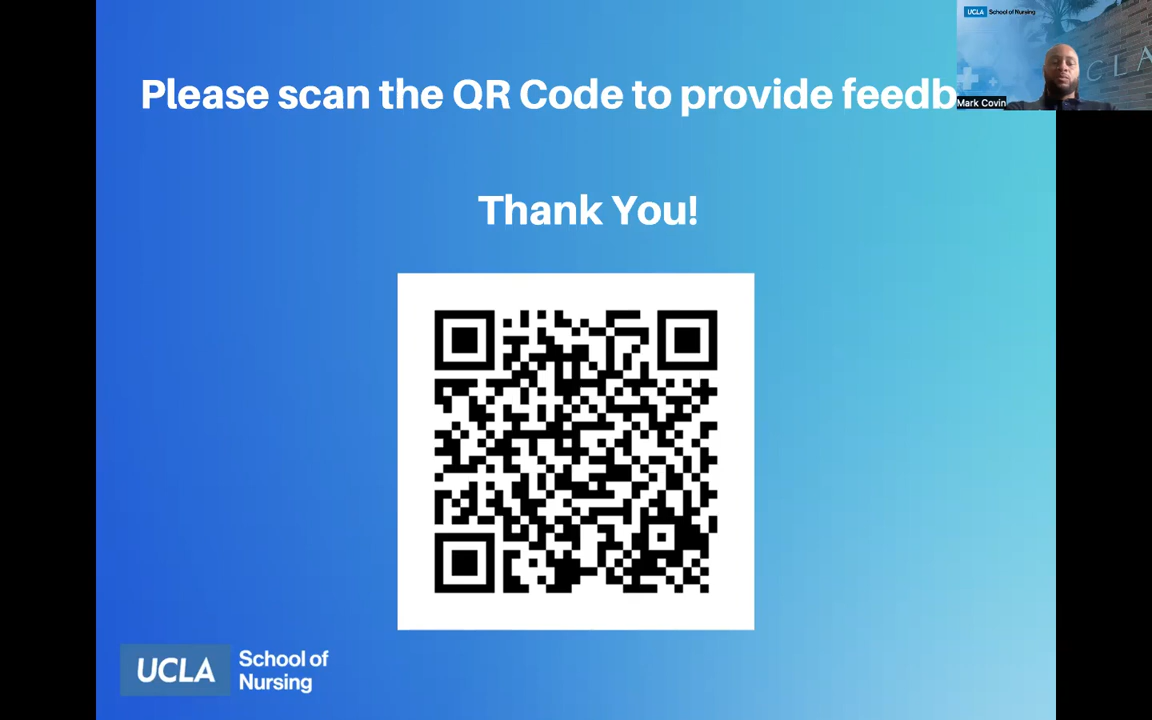 UCLA School of Nursing
CLA
Please scan the QR Code to provide feedb
Mark Covin
Thank You!
UCLA School of
Nursing